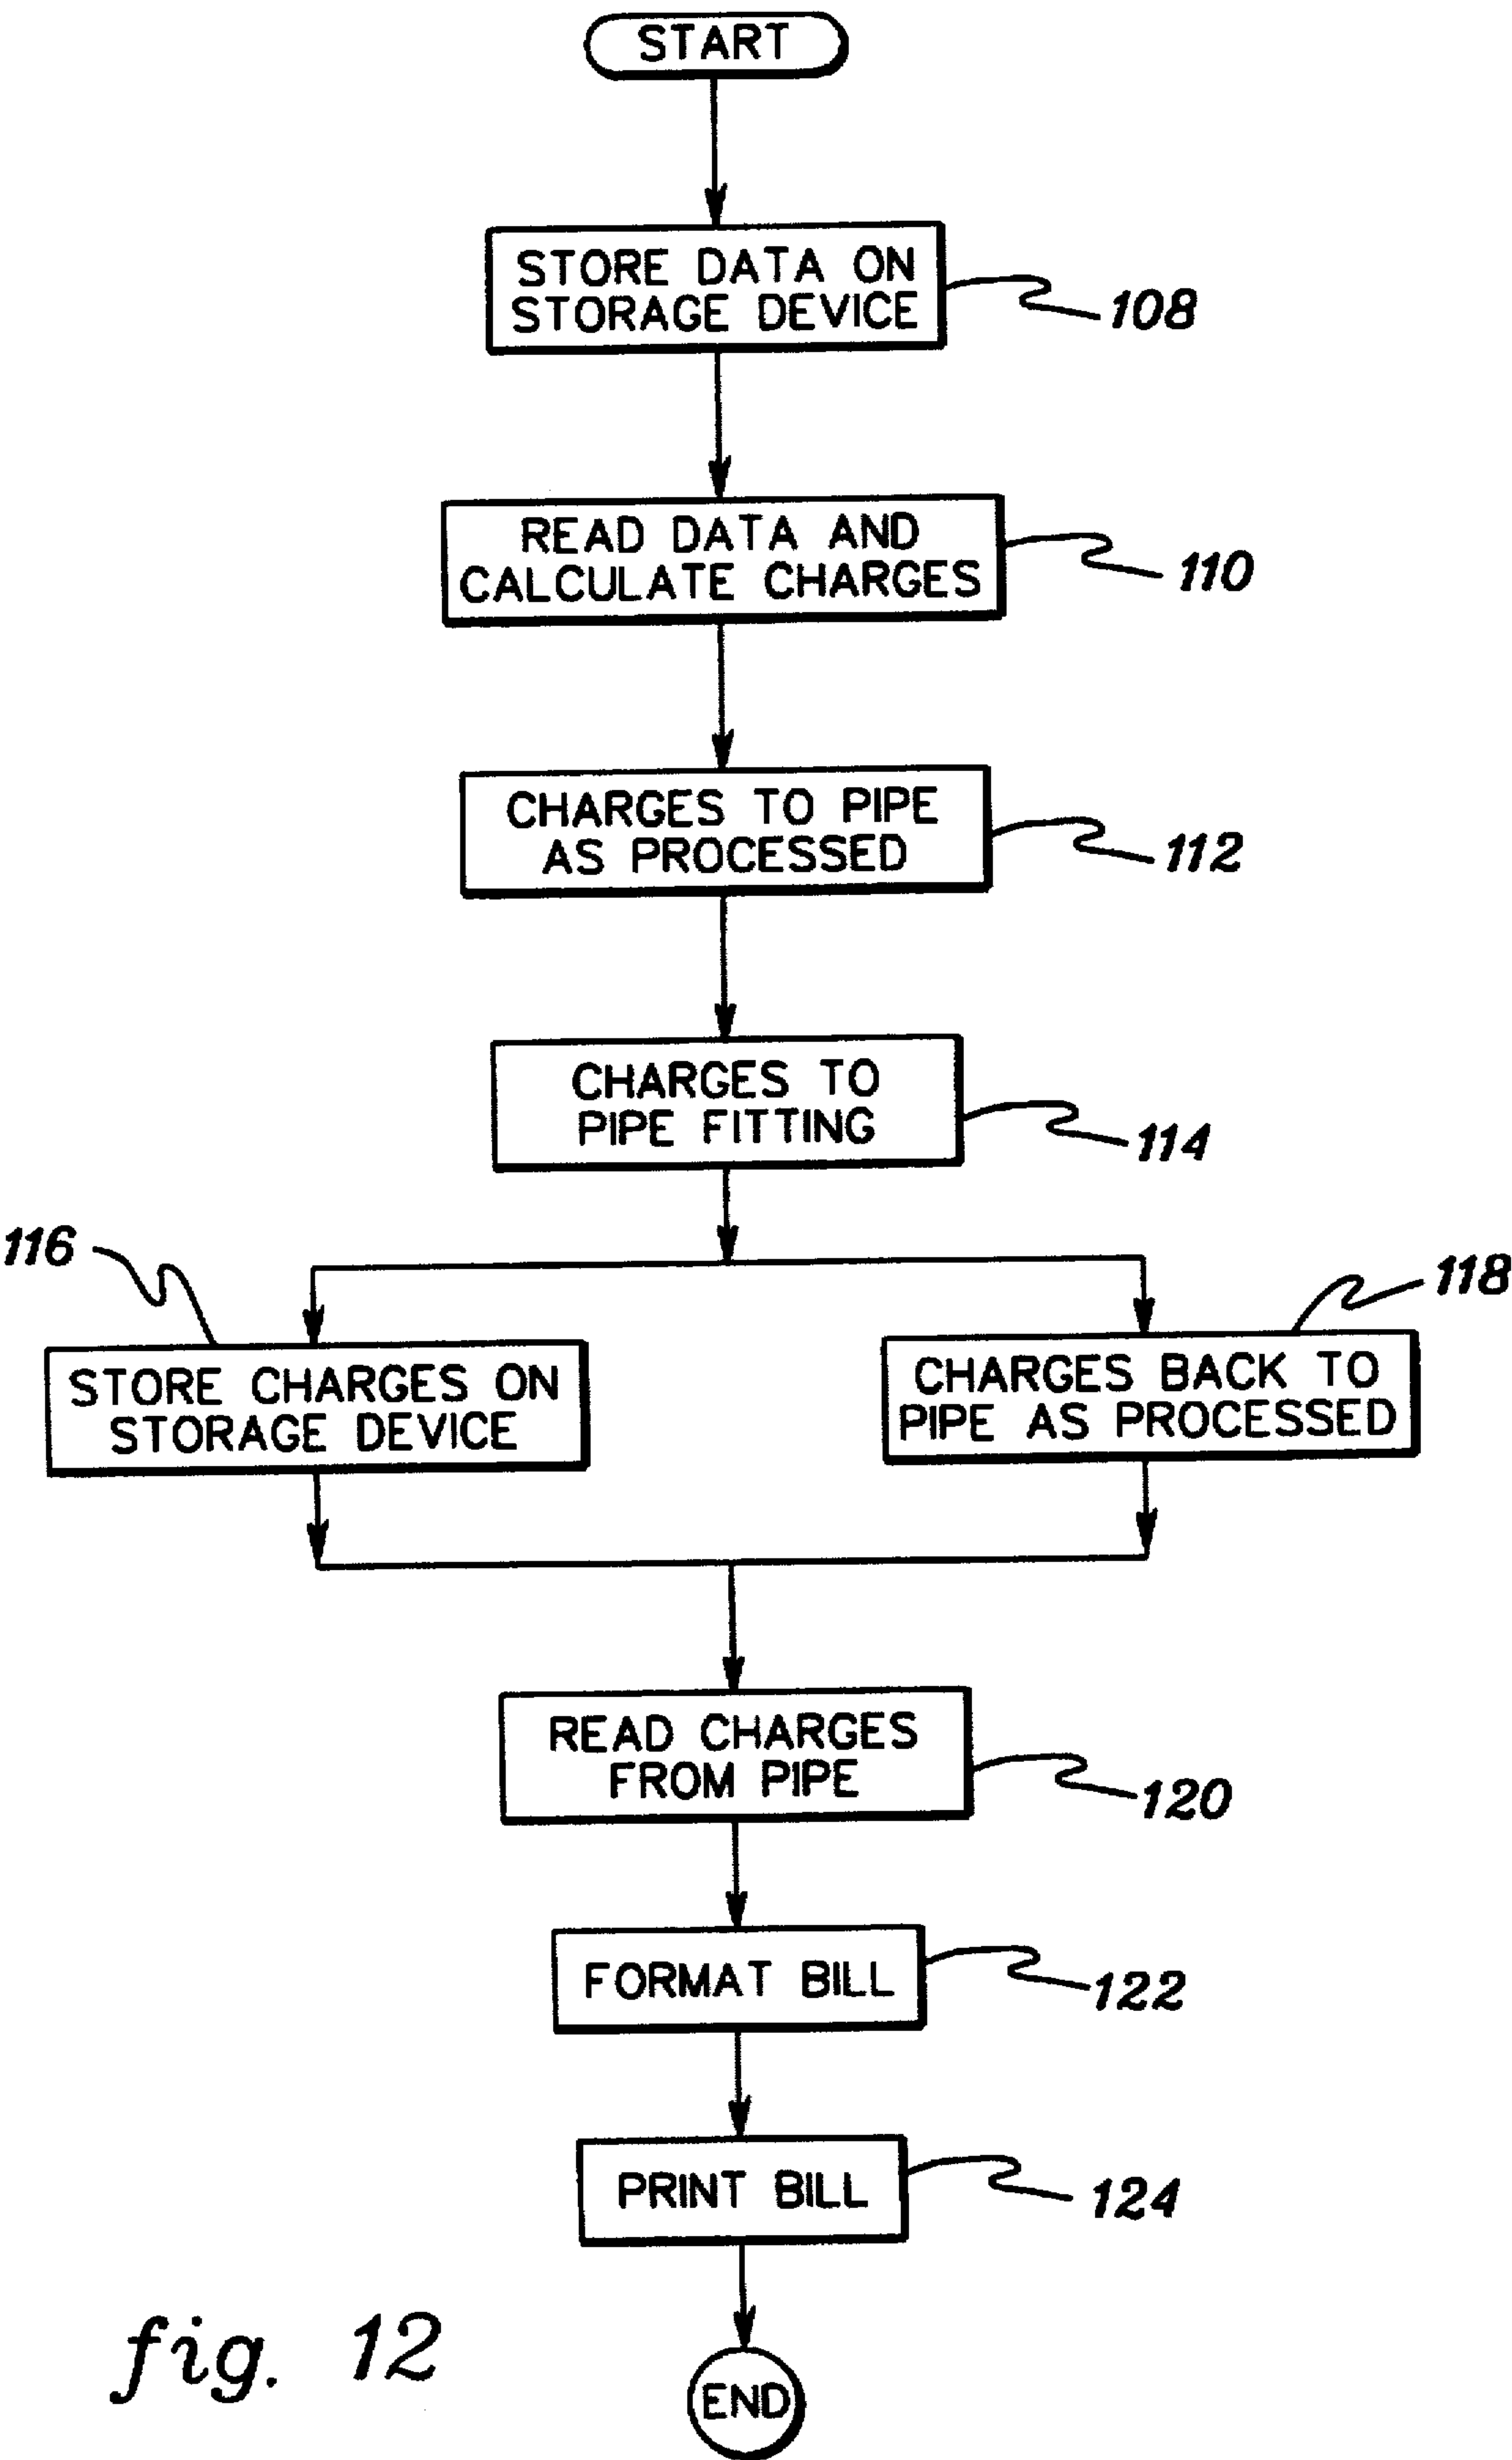 START
STORE DATA ON
STORAGE DEVICE
108
READ DATA AND
CALCULATE CHARGES
110
CHARGES TO PIPE
AS PROCESSED
112
CHARGES TO
PIPE FITTING
114
116
118
STORE CHARGES ON
STORAGE DEVICE
CHARGES BACK TO
PIPE AS PROCESSED
READ CHARGES
FROM PIPE
120
FORMAT BILL
122
PRINT BILL
124
END
fig. 12